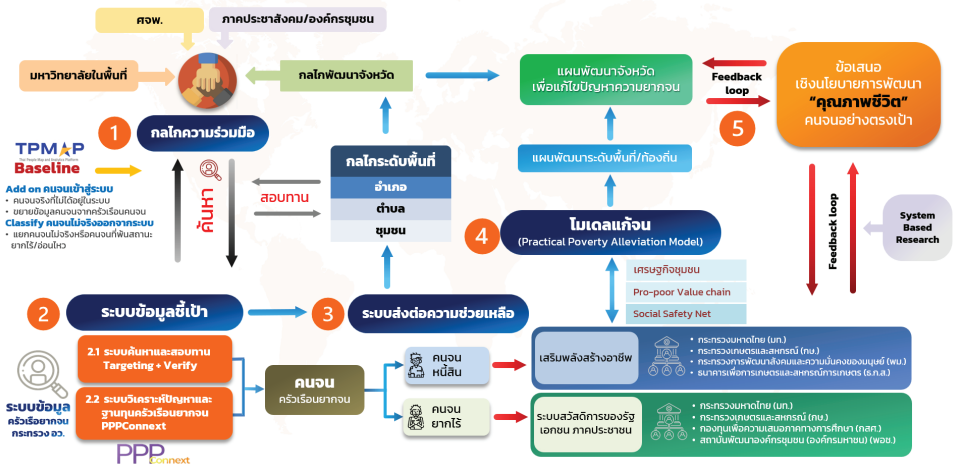 ศจพ.
ภาคประชาสังคม/องค์กรชุมชน
มหาวิทยาลัยในพื้นที่
กลไกพัฒนาจังหวัด
แผนพัฒนาจังหวัด
เพื่อแก้ไขปัญหาความยากจน
Feedback
loop
ข้อเสนอ
เชิงนโยบายการพัฒนา
“คุณภาพชีวิต”
คนจนอย่างตรงเป้า
5
1
กลไกความร่วมมือ
TPMAP
Thai People Map and Analytics Platform
Baseline
Add on คนจนเข้าสู่ระบบ
• คนจนจริงที่ไม่ได้อยู่ในระบบ
• ขยายข้อมูลคนจนจากครัวเรือนคนจน
Classify คนจนไม่จริงออกจากระบบ
• แยกคนจนไม่จริงหรือคนจนที่พ้นสถานะ
ยากไร้/อ่อนไหว
ค้นหา
สอบทาน
กลไกระดับพื้นที่
อำเภอ
ตำบล
ชุมชน
แผนพัฒนาระดับพื้นที่/ท้องถิ่น
4
โมเดลแก้จน
(Practical Poverty Alleviation Model)
เศรษฐกิจชุมชน
Pro-poor Value chain
Social Safety Net
Feedback loop
System
Based
Research
2
ระบบข้อมูลชี้เป้า
3
ระบบส่งต่อความช่วยเหลือ
2.1 ระบบค้นหาและสอบทาน
Targeting + Verify
2.2 ระบบวิเคราะห์ปัญหาและ
ฐานทุนครัวเรือนยากจน
PPPConnext
ระบบข้อมูล
ครัวเรือยากจน
กระทรวง อว.
PPP
Connext
คนจน
ครัวเรือนยากจน
คนจน
หนี้สิน
คนจน
ยากไร้
เสริมพลังสร้างอาชีพ
• กระทรวงมหาดไทย (มท.)
• กระทรวงเกษตรและสหกรณ์ (กษ.)
• กระทรวงการพัฒนาสังคมและความมั่นคงของมนุษย์ (พม.)
• ธนาคารเพื่อการเกษตรและสหกรณ์การเกษตร (ธ.ก.ส.)
ระบบสวัสดิการของรัฐ
เอกชน ภาคประชาชน
• กระทรวงมหาดไทย (มท.)
• กระทรวงเกษตรและสหกรณ์ (กษ.)
• กองทุนเพื่อความเสมอภาคทางการศึกษา (กสศ.)
• สถาบันพัฒนาองค์กรชุมชน (องค์กรมหาชน) (พอช.)